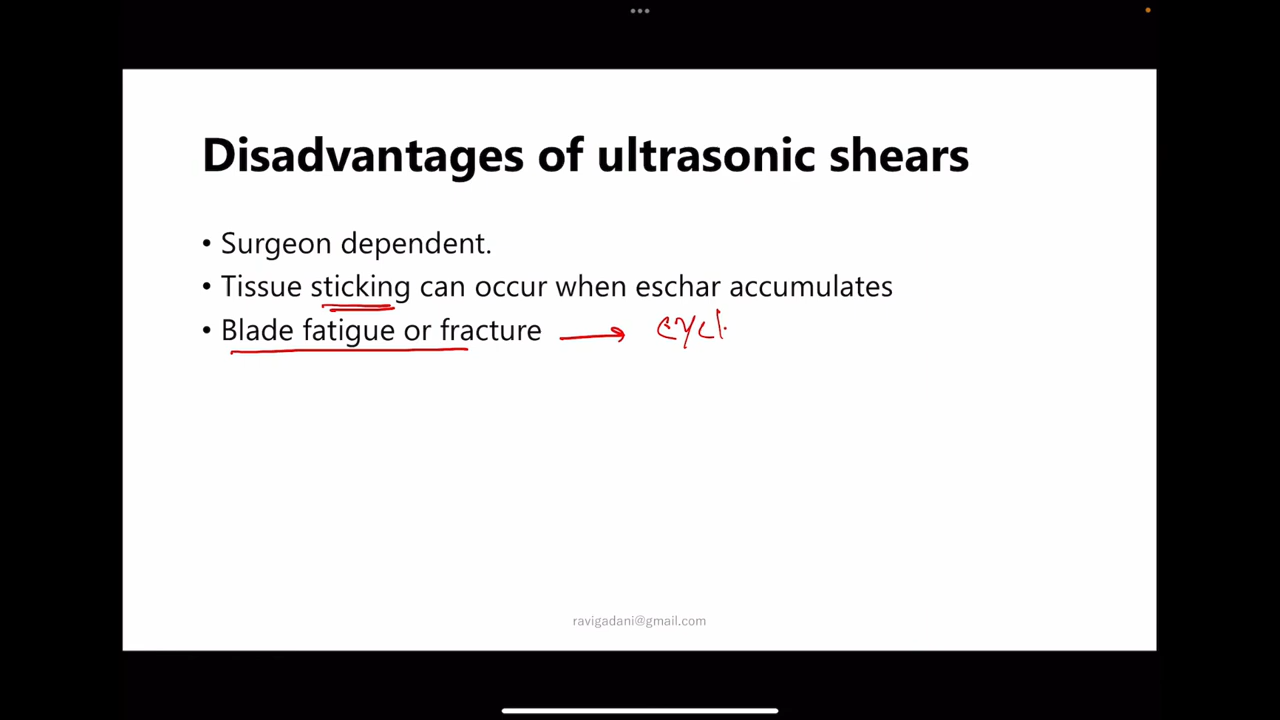 Disadvantages of ultrasonic shears
• Surgeon dependent.
• Tissue sticking can occur when eschar accumulates
• Blade fatigue or fracture → cycl
ravigadani@gmail.com